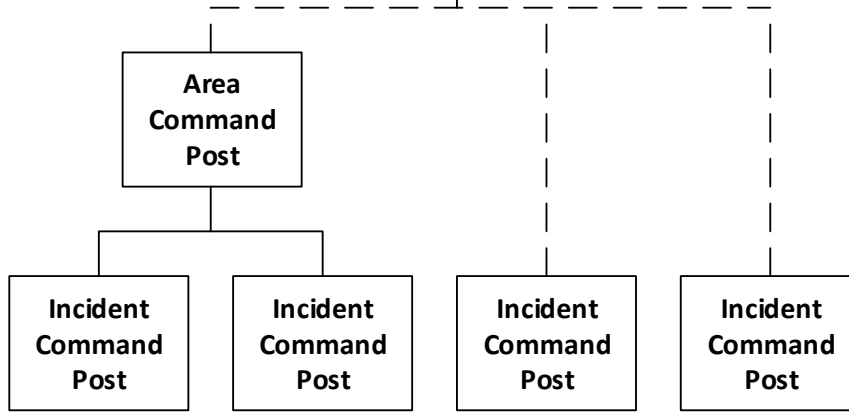 Area
Command
Post
Incident
Command
Post
Incident
Command
Post
Incident
Command
Post
Incident
Command
Post